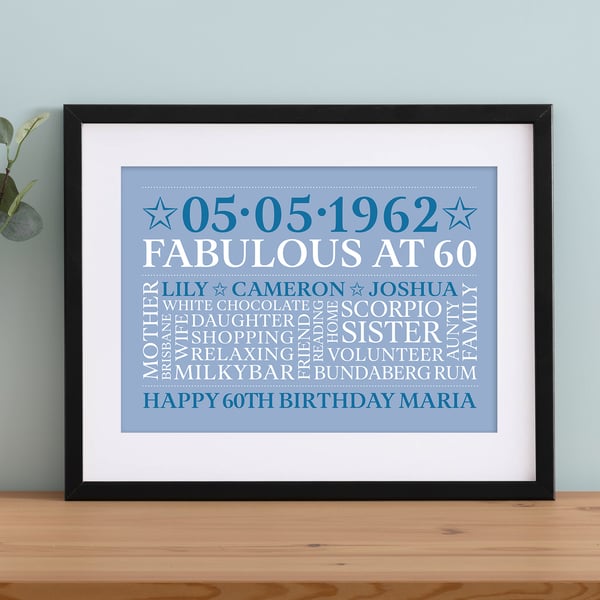 05·05·1962
FABULOUS AT 60
LILY ☆ CAMERON ☆ JOSHUA
MOTHER
BRISBANE
WHITE CHOCOLATE
WIFE
DAUGHTER
SHOPPING
RELAXING
MILKYBAR
FRIEND
READING
HOME
SCORPIO
SISTER
VOLUNTEER
BUNDABERG RUM
AUNTY
FAMILY
HAPPY 60TH BIRTHDAY MARIA